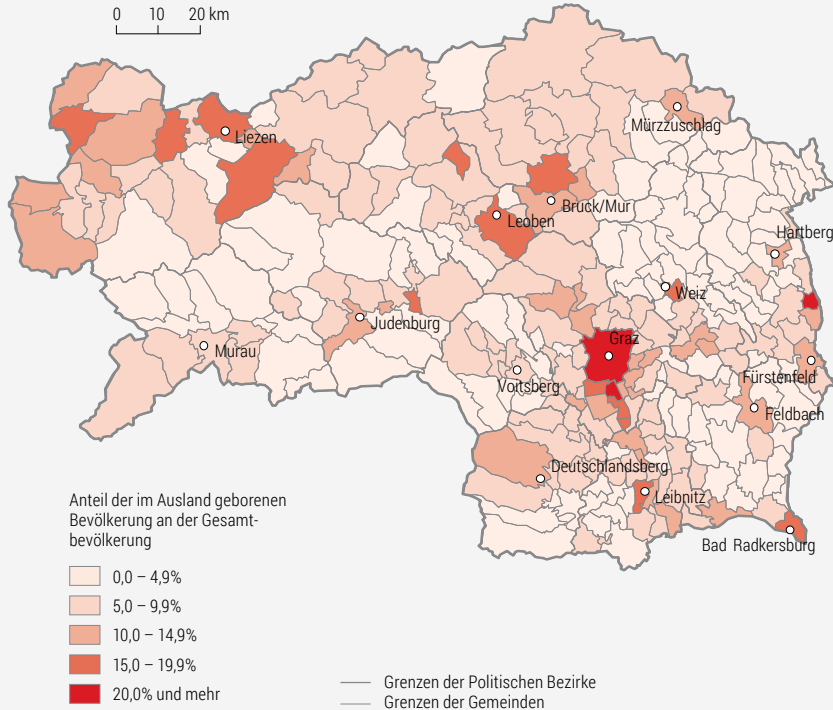 0 10 20 km
Mürzzuschlag
Liezen
Bruck/Mur
Leoben
Hartberg
Weiz
Judenburg
Graz
Murau
Fürstenfeld
Voitsberg
Feldbach
Deutschlandsberg
Leibnitz
Bad Radkersburg
Anteil der im Ausland geborenen
Bevölkerung an der Gesamt-
bevölkerung
0,0 – 4,9%
5,0 – 9,9%
10,0 – 14,9%
15,0 – 19,9%
20,0% und mehr
Grenzen der Politischen Bezirke
Grenzen der Gemeinden